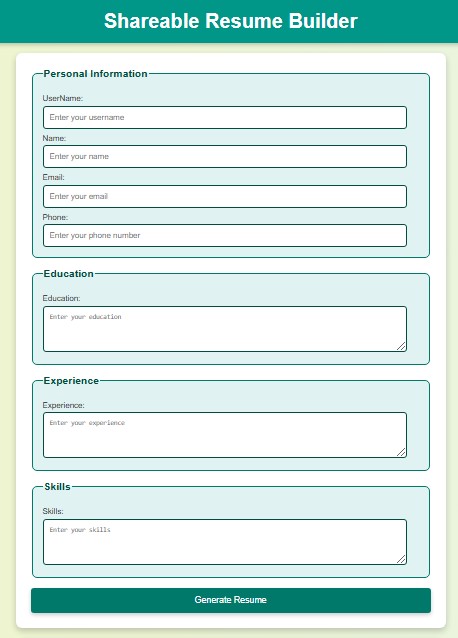 Shareable Resume Builder
Personal Information
UserName:
Enter your username
Name:
Enter your name
Email:
Enter your email
Phone:
Enter your phone number
Education
Education:
Enter your education
Experience
Experience:
Enter your experience
Skills
Skills:
Enter your skills
Generate Resume